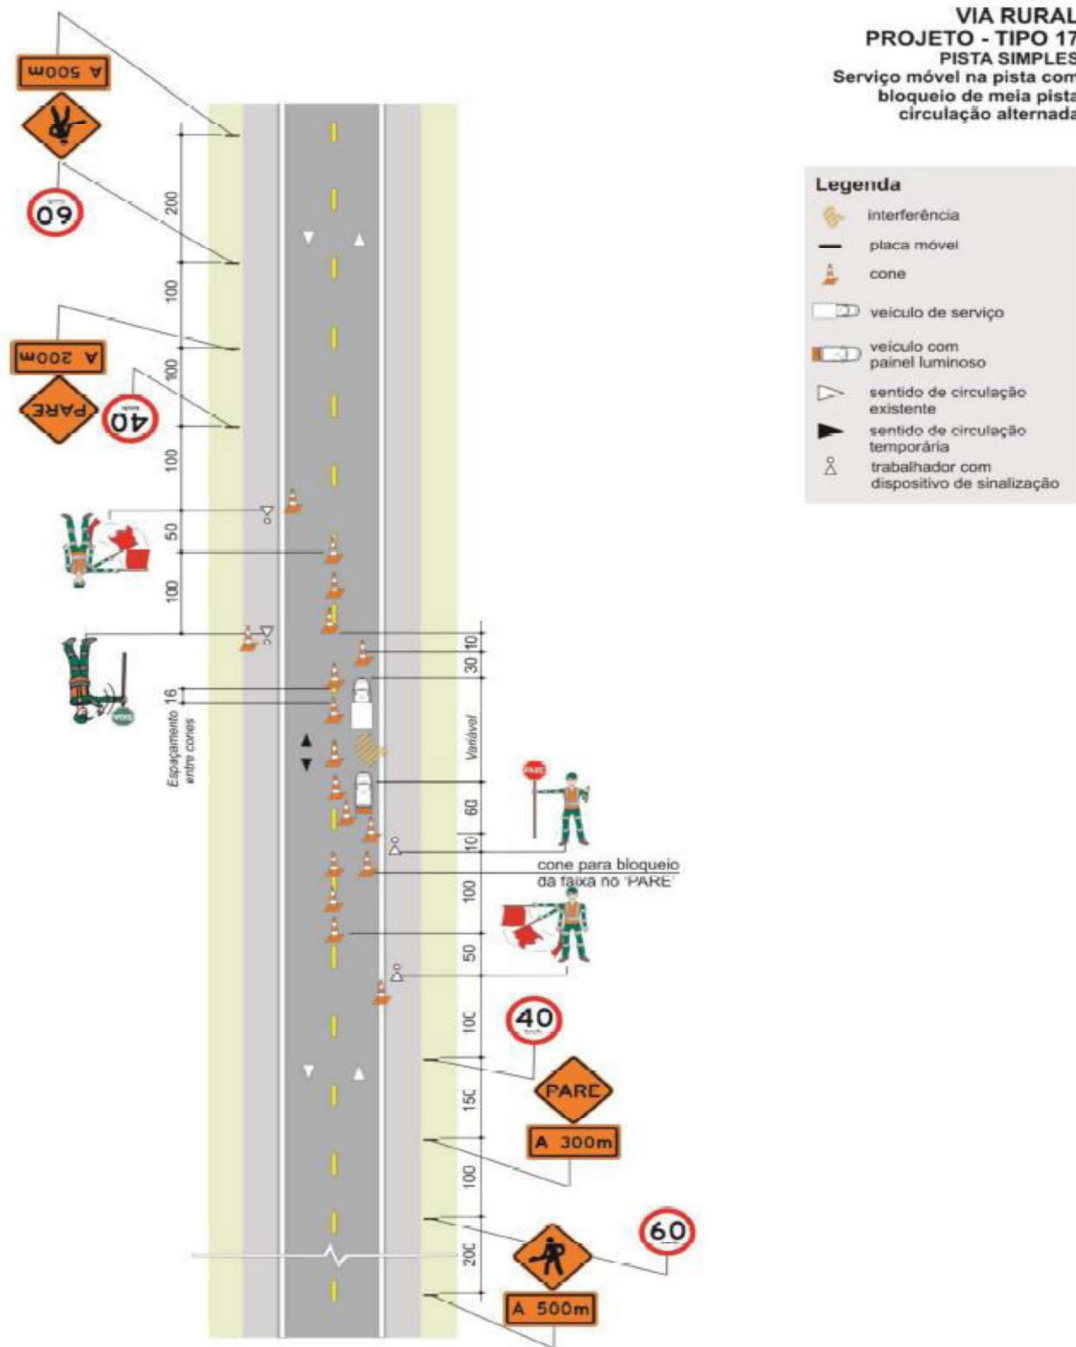 VIA RURAL
PROJETO - TIPO 17
PISTA SIMPLES
Serviço móvel na pista com
bloqueio de meia pista
circulação alternada
Legenda
interferência
placa móvel
cone
veículo de serviço
veículo com
painel luminoso
sentido de circulação
existente
sentido de circulação
temporária
trabalhador com
dispositivo de sinalização
A 500m
60
A 200m
PARE
40
km/h
200
100
100
100
50
100
16
Espaçamento
entre cones
10
30
Variável
60
10
100
50
100
150
100
200
PARE
cone para bloqueio
da faixa no 'PARE'
40
PARE
A 300m
60
A 500m